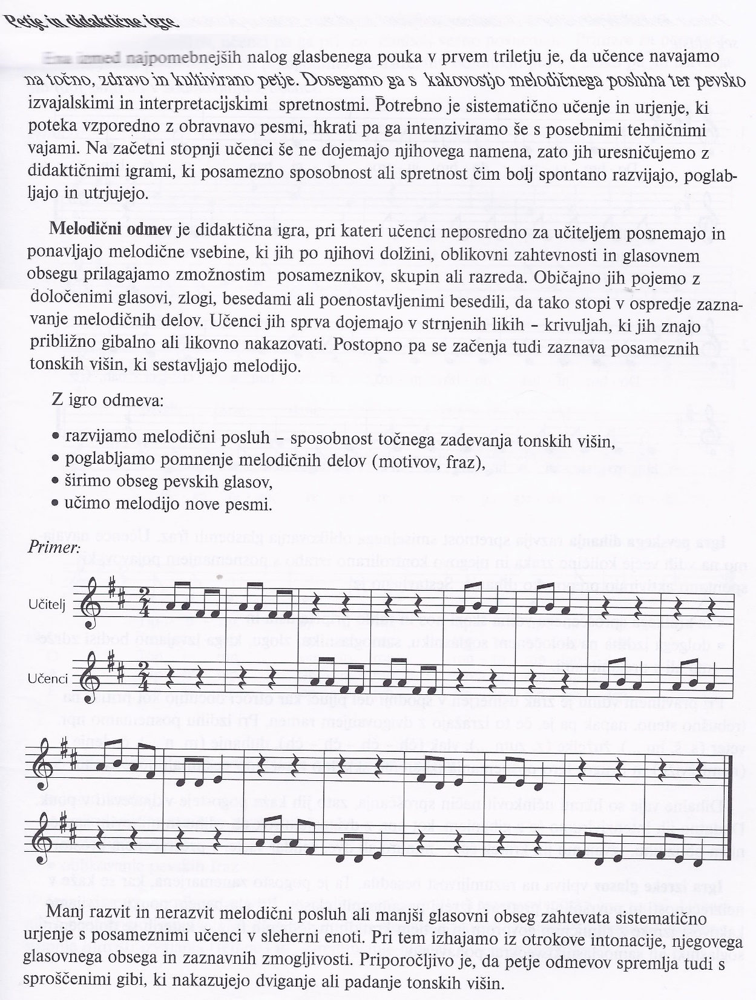 Petje in didaktične igre
Ena izmed najpomebnejših nalog glasbenega pouka v prvem triletju je, da učence navajamo
na točno, zdravo in kultivirano petje. Dosegamo ga s kakovostjo melodičnega posluha ter pevsko
izvajalskimi in interpretacijskimi spretnostmi. Potrebno je sistematično učenje in urjenje, ki
poteka vzporedno z obravnavo pesmi, hkrati pa ga intenziviramo še s posebnimi tehničnimi
vajami. Na začetni stopnji učenci še ne dojemajo njihovega namena, zato jih uresničujemo z
didaktičnimi igrami, ki posamezno sposobnost ali spretnost čim bolj spontano razvijajo, poglab-
ljajo in utrjujejo.
Melodični odmev je didaktična igra, pri kateri učenci neposredno za učiteljem posnemajo in
ponavljajo melodične vsebine, ki jih po njihovi dolžini, oblikovni zahtevnosti in glasovnem
obsegu prilagajamo zmožnostim posameznikov, skupin ali razreda. Običajno jih pojemo z
določenimi glasovi, zlogi, besedami ali poenostavljenimi besedili, da tako stopi v ospredje zazna-
vanje melodičnih delov. Učenci jih sprva dojemajo v strnjenih likih – krivuljah, ki jih znajo
približno gibalno ali likovno nakazovati. Postopno pa se začenja tudi zaznava posameznih
tonskih višin, ki sestavljajo melodijo.
Z igro odmeva:
• razvijamo melodični posluh – sposobnost točnega zadevanja tonskih višin,
• poglabljamo pomnenje melodičnih delov (motivov, fraz),
• širimo obseg pevskih glasov,
• učimo melodijo nove pesmi.
Primer:
Učitelj
2
4
Učenci
2
4
Manj razvit in nerazvit melodični posluh ali manjši glasovni obseg zahtevata sistematično
urjenje s posameznimi učenci v sleherni enoti. Pri tem izhajamo iz otrokove intonacije, njegovega
glasovnega obsega in zaznavnih zmogljivosti. Priporočljivo je, da petje odmevov spremlja tudi s
sproščenimi gibi, ki nakazujejo dviganje ali padanje tonskih višin.